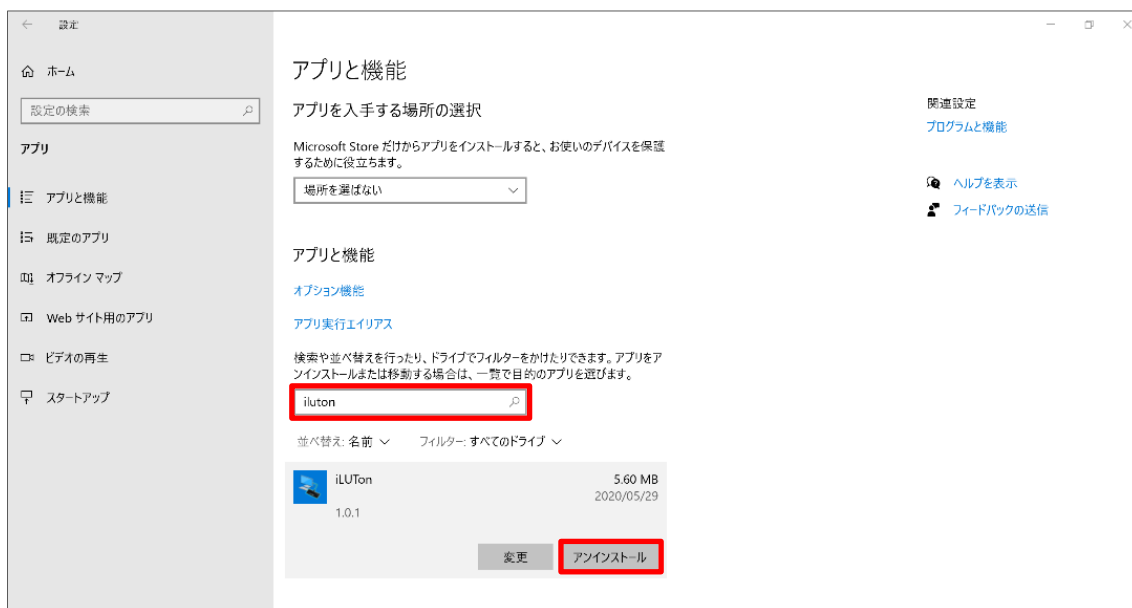 設定
ホーム
設定の検索
アプリ
アプリと機能
既定のアプリ
オフライン マップ
Web サイト用のアプリ
ビデオの再生
スタートアップ
アプリと機能
アプリを入手する場所の選択
Microsoft Store だけからアプリをインストールすると、お使いのデバイスを保護
するために役立ちます。
場所を選ばない
アプリと機能
オプション機能
アプリ実行エイリアス
検索や並べ替えを行ったり、ドライブでフィルターをかけたりできます。アプリをア
ンインストールまたは移動する場合は、一覧で目的のアプリを選びます。
iluton
並べ替え: 名前 フィルター: すべてのドライブ
iLUTon 5.60 MB
2020/05/29
1.0.1
変更 アンインストール
関連設定
プログラムと機能
ヘルプを表示
フィードバックの送信